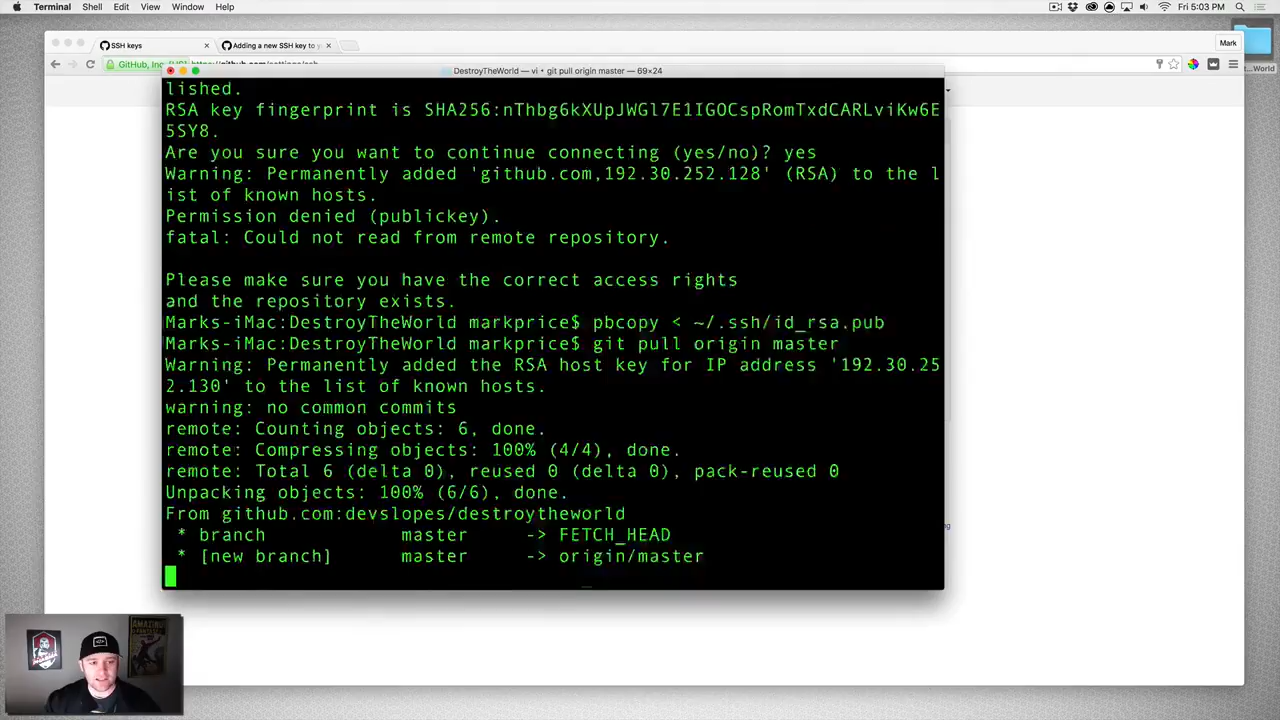 Terminal Shell Edit View Window Help
Fri 5:03 PM
SSH keys
Adding a new SSH key to y
Mark
GitHub, Inc. [US]
World
DestroyTheWorld — vi • git pull origin master — 69×24
lished.
RSA key fingerprint is SHA256:nThbg6kXUpJWGl7E1IGOCspRomTxdCARLviKw6E
5SY8.
Are you sure you want to continue connecting (yes/no)? yes
Warning: Permanently added 'github.com,192.30.252.128' (RSA) to the l
ist of known hosts.
Permission denied (publickey).
fatal: Could not read from remote repository.
Please make sure you have the correct access rights
and the repository exists.
Marks-iMac:DestroyTheWorld markprice$ pbcopy < ~/.ssh/id_rsa.pub
Marks-iMac:DestroyTheWorld markprice$ git pull origin master
Warning: Permanently added the RSA host key for IP address '192.30.25
2.130' to the list of known hosts.
warning: no common commits
remote: Counting objects: 6, done.
remote: Compressing objects: 100% (4/4), done.
remote: Total 6 (delta 0), reused 0 (delta 0), pack-reused 0
Unpacking objects: 100% (6/6), done.
From github.com:devslopes/destroytheworld
* branch master -> FETCH_HEAD
* [new branch] master -> origin/master
AMAZING